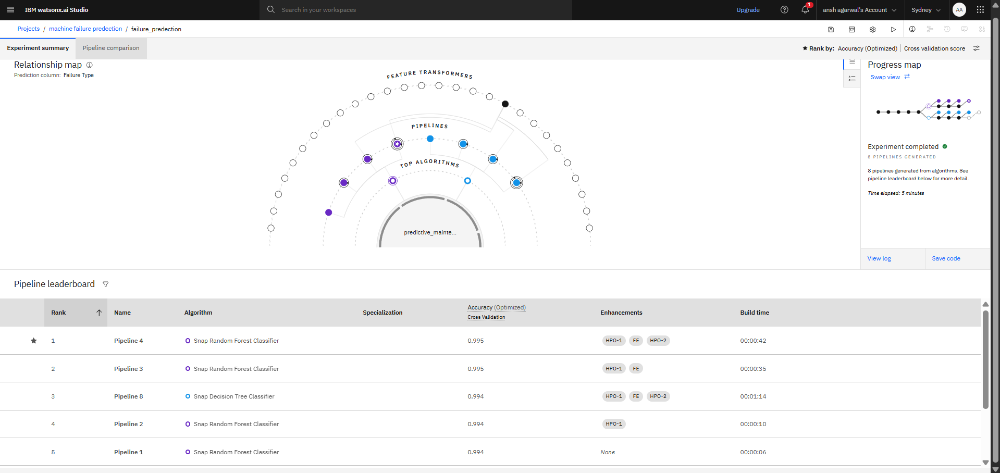 IBM watsonx.ai Studio
Search in your workspaces
Upgrade
1
ansh agarwal's Account
Sydney
AA
Projects / machine failure predection / failure_predection
Experiment summary
Pipeline comparison
Rank by: Accuracy (Optimized) | Cross validation score
Relationship map
Prediction column: Failure Type
FEATURE TRANSFORMERS
PIPELINES
TOP ALGORITHMS
predictive_mainte...
Progress map
Swap view
Experiment completed
8 PIPELINES GENERATED
8 pipelines generated from algorithms. See
pipeline leaderboard below for more detail.
Time elapsed: 5 minutes
View log
Save code
Pipeline leaderboard
Rank Name Algorithm Specialization Accuracy (Optimized) Enhancements Build time
Cross Validation
1 Pipeline 4 Snap Random Forest Classifier 0.995 HPO-1 FE HPO-2 00:00:42
2 Pipeline 3 Snap Random Forest Classifier 0.995 HPO-1 FE 00:00:35
3 Pipeline 8 Snap Decision Tree Classifier 0.994 HPO-1 FE HPO-2 00:01:14
4 Pipeline 2 Snap Random Forest Classifier 0.994 HPO-1 00:00:10
5 Pipeline 1 Snap Random Forest Classifier 0.994 None 00:00:06